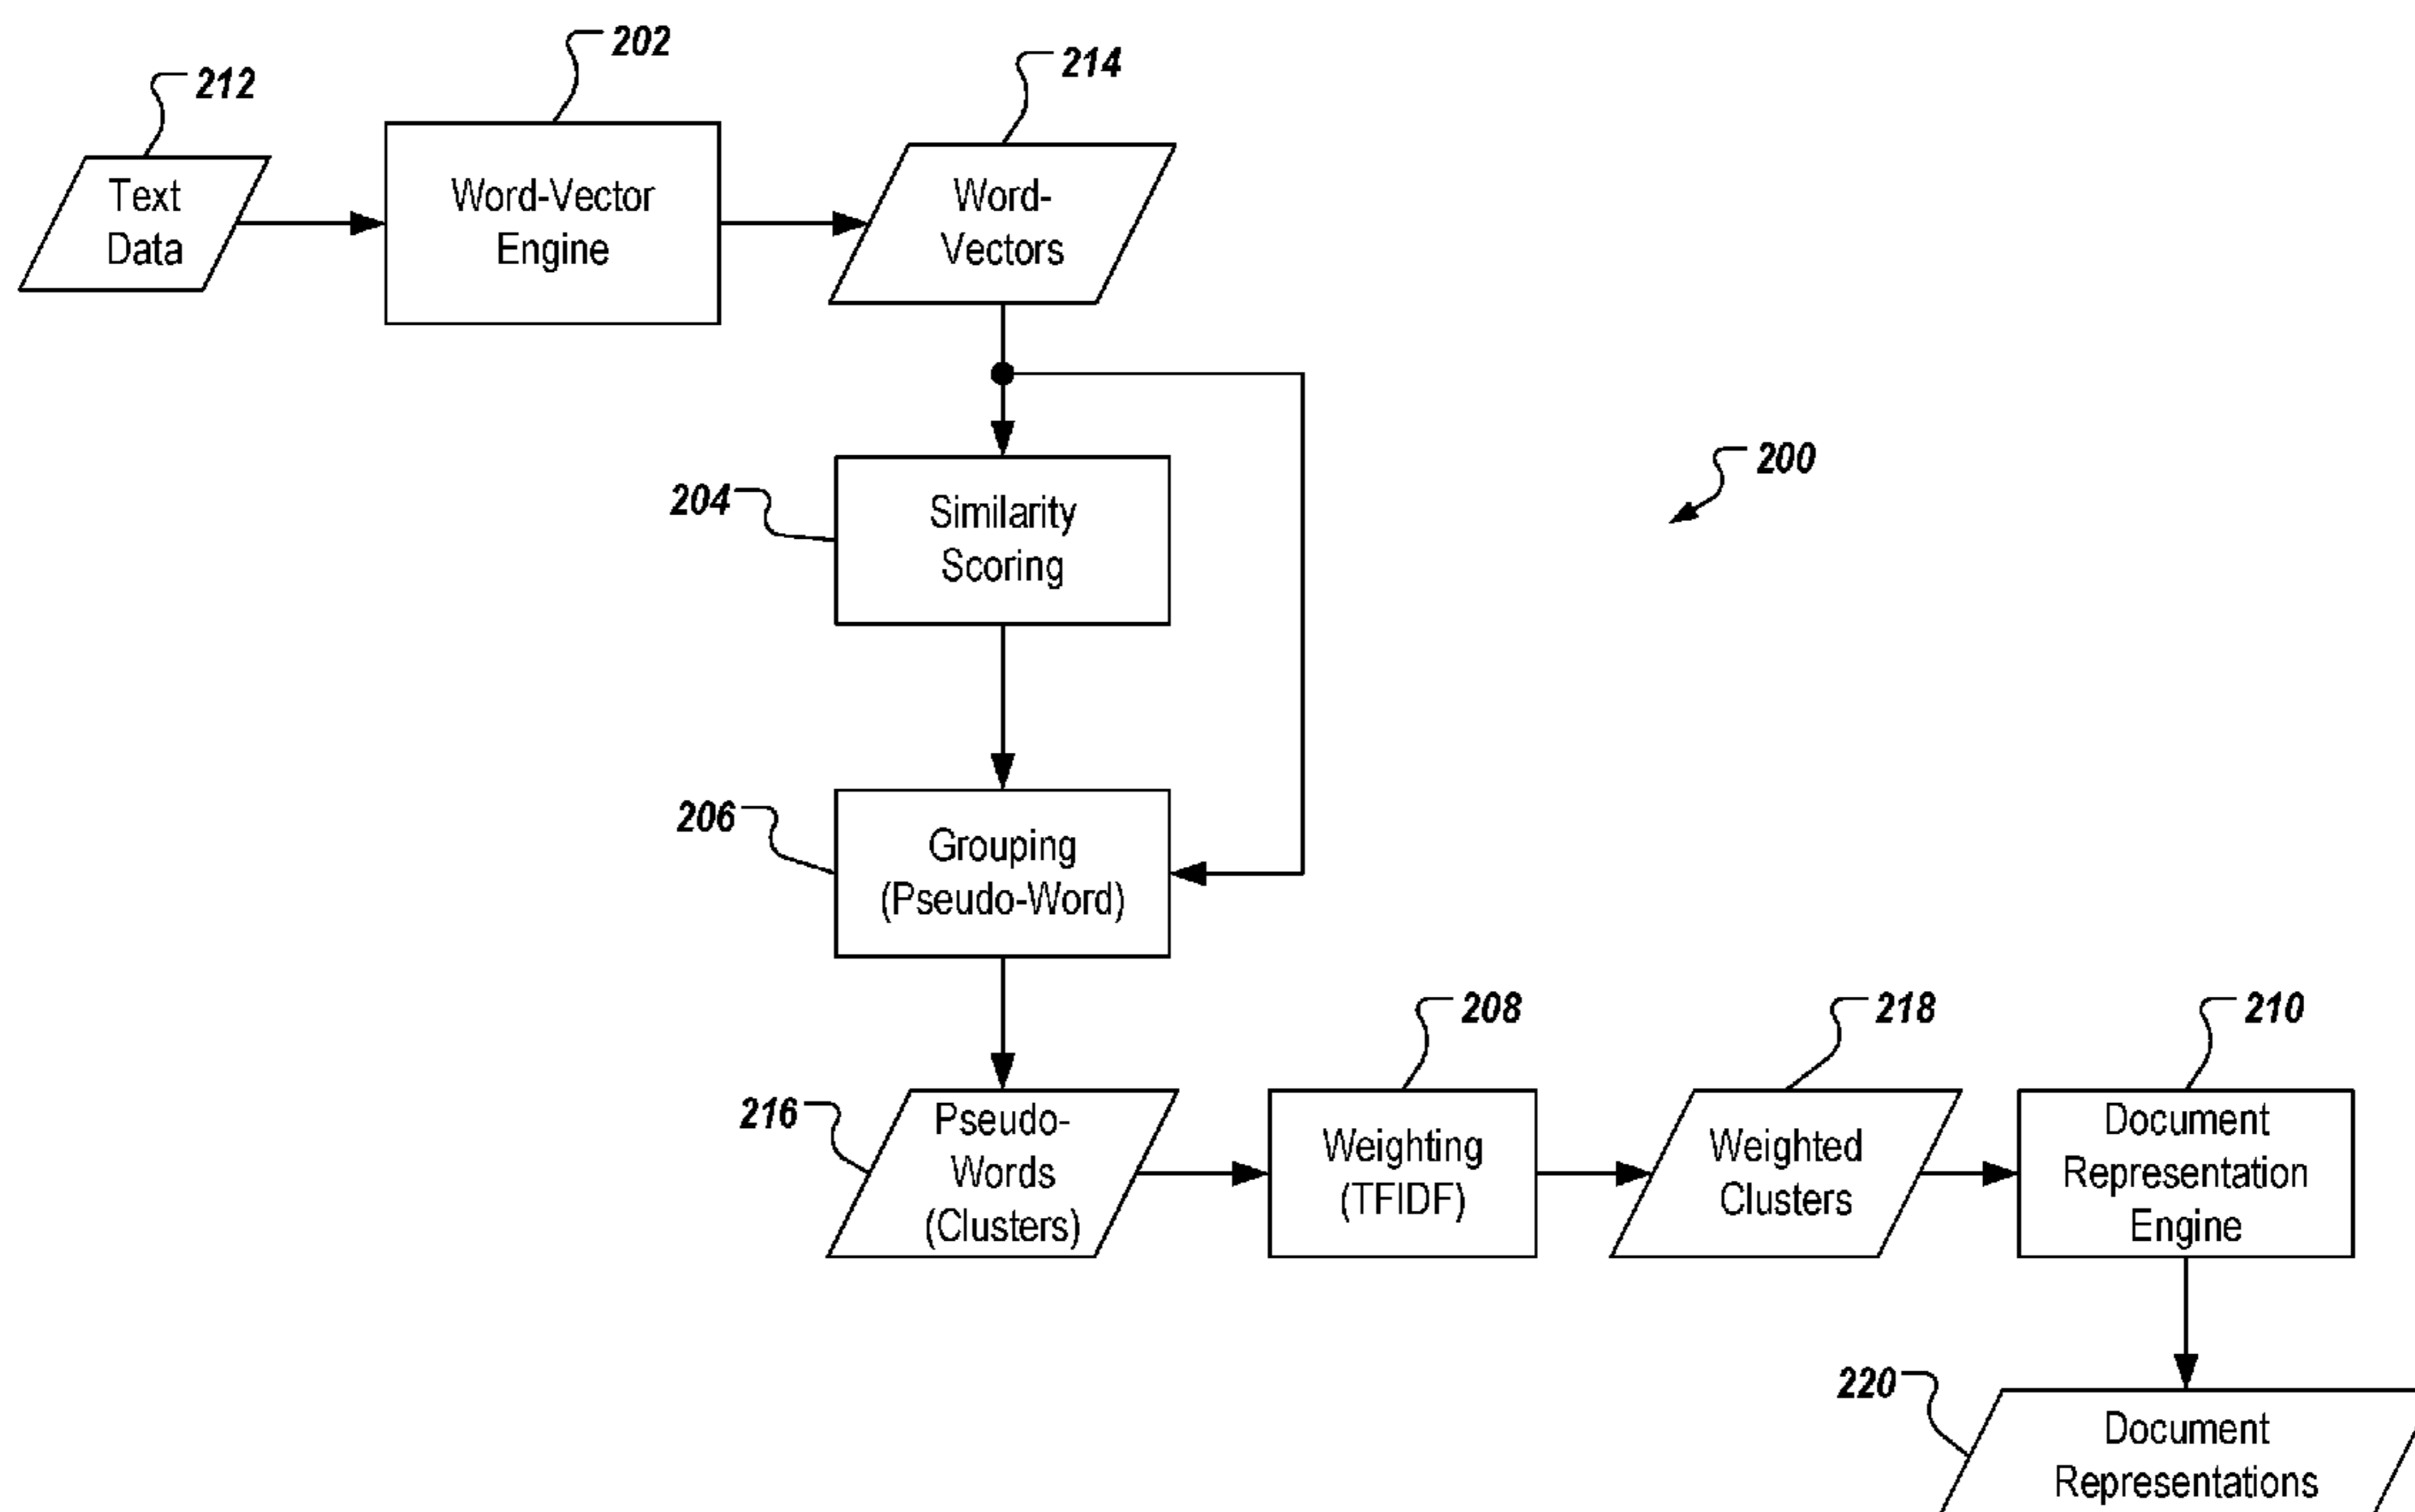 202
214
212
Text
Data
Word-Vector
Engine
Word-
Vectors
200
204
Similarity
Scoring
206
Grouping
(Pseudo-Word)
208
218
210
216
Pseudo-
Words
(Clusters)
Weighting
(TFIDF)
Weighted
Clusters
Document
Representation
Engine
220
Document
Representations